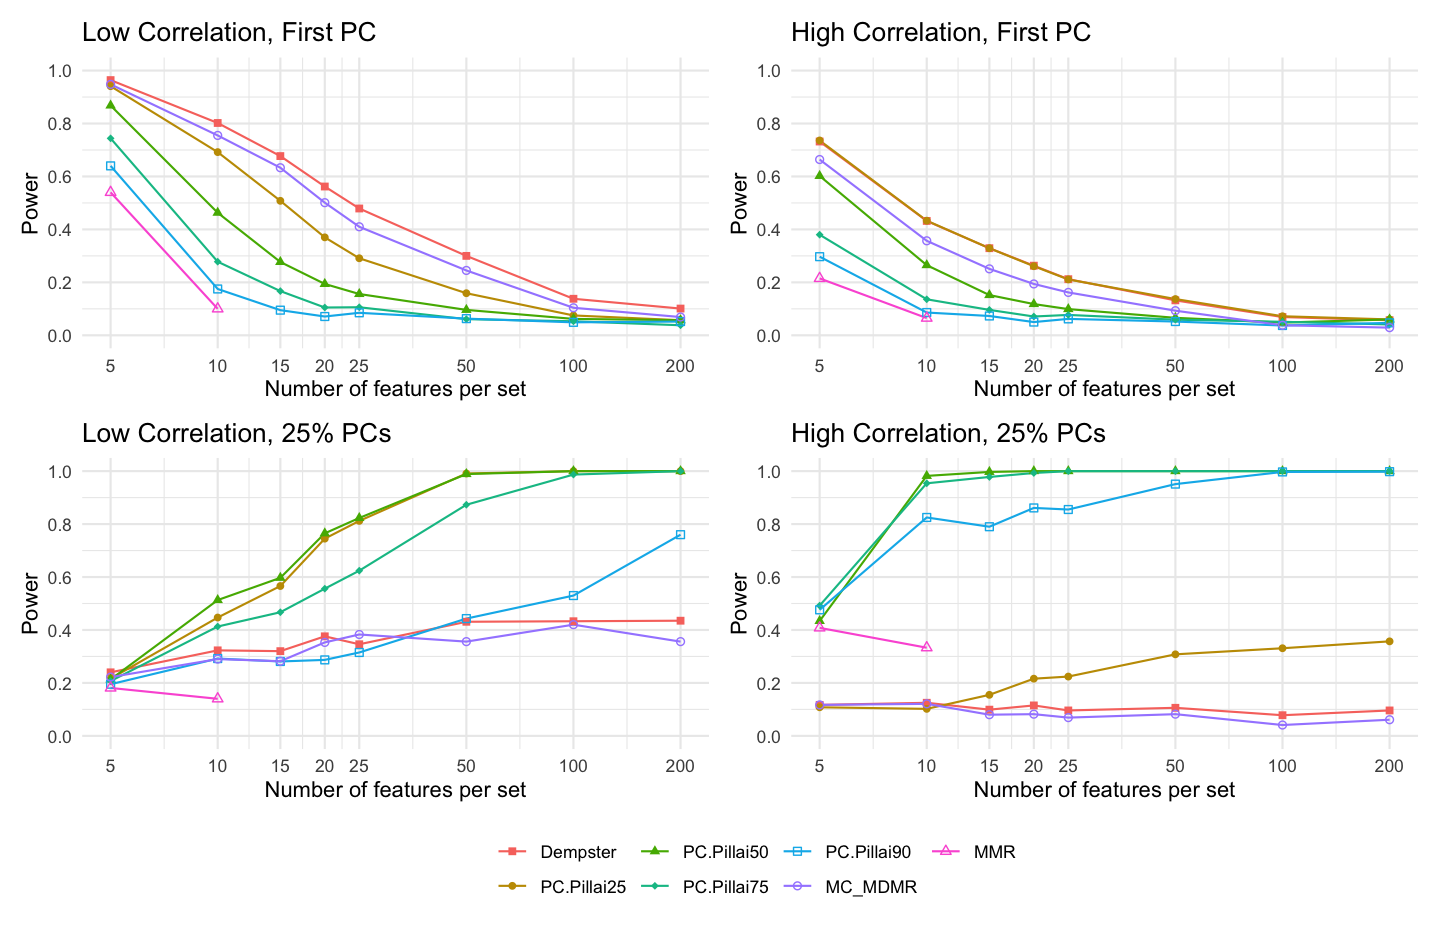 Low Correlation, First PC
1.0
0.8
0.6
0.4
0.2
0.0
Power
5 10 15 20 25 50 100 200
Number of features per set
High Correlation, First PC
1.0
0.8
0.6
0.4
0.2
0.0
Power
5 10 15 20 25 50 100 200
Number of features per set
Low Correlation, 25% PCs
1.0
0.8
0.6
0.4
0.2
0.0
Power
5 10 15 20 25 50 100 200
Number of features per set
High Correlation, 25% PCs
1.0
0.8
0.6
0.4
0.2
0.0
Power
5 10 15 20 25 50 100 200
Number of features per set
Dempster PC.Pillai50 PC.Pillai90 MMR
PC.Pillai25 PC.Pillai75 MC_MDMR